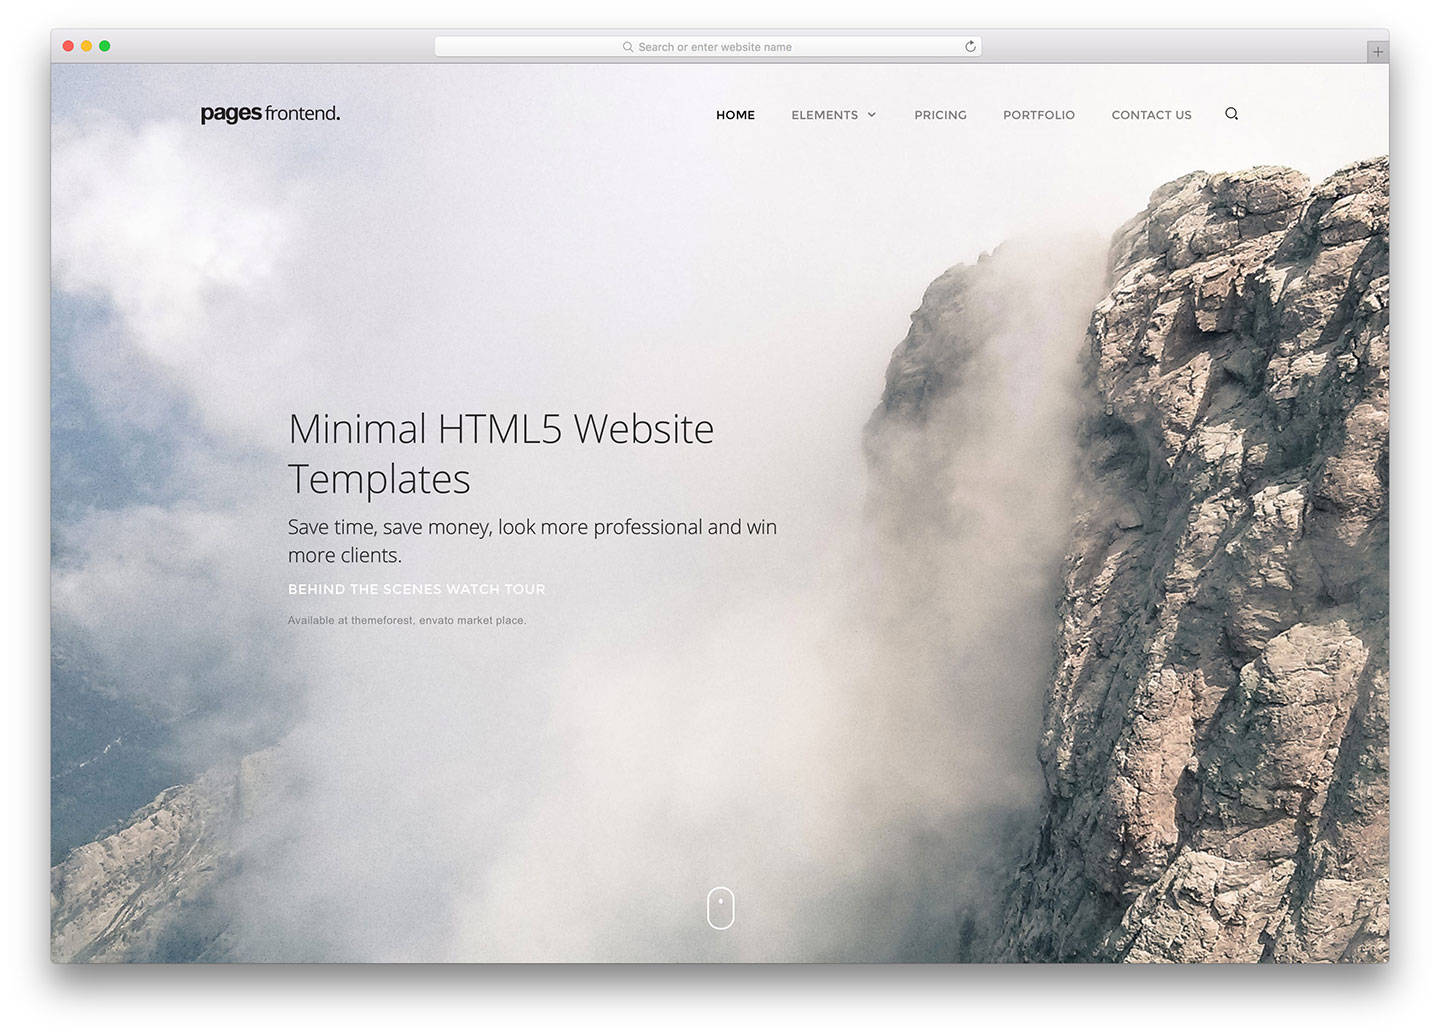 Search or enter website name
pages frontend.
HOME ELEMENTS PRICING PORTFOLIO CONTACT US
Minimal HTML5 Website
Templates
Save time, save money, look more professional and win
more clients.
BEHIND THE SCENES WATCH TOUR
Available at themeforest, envato market place.